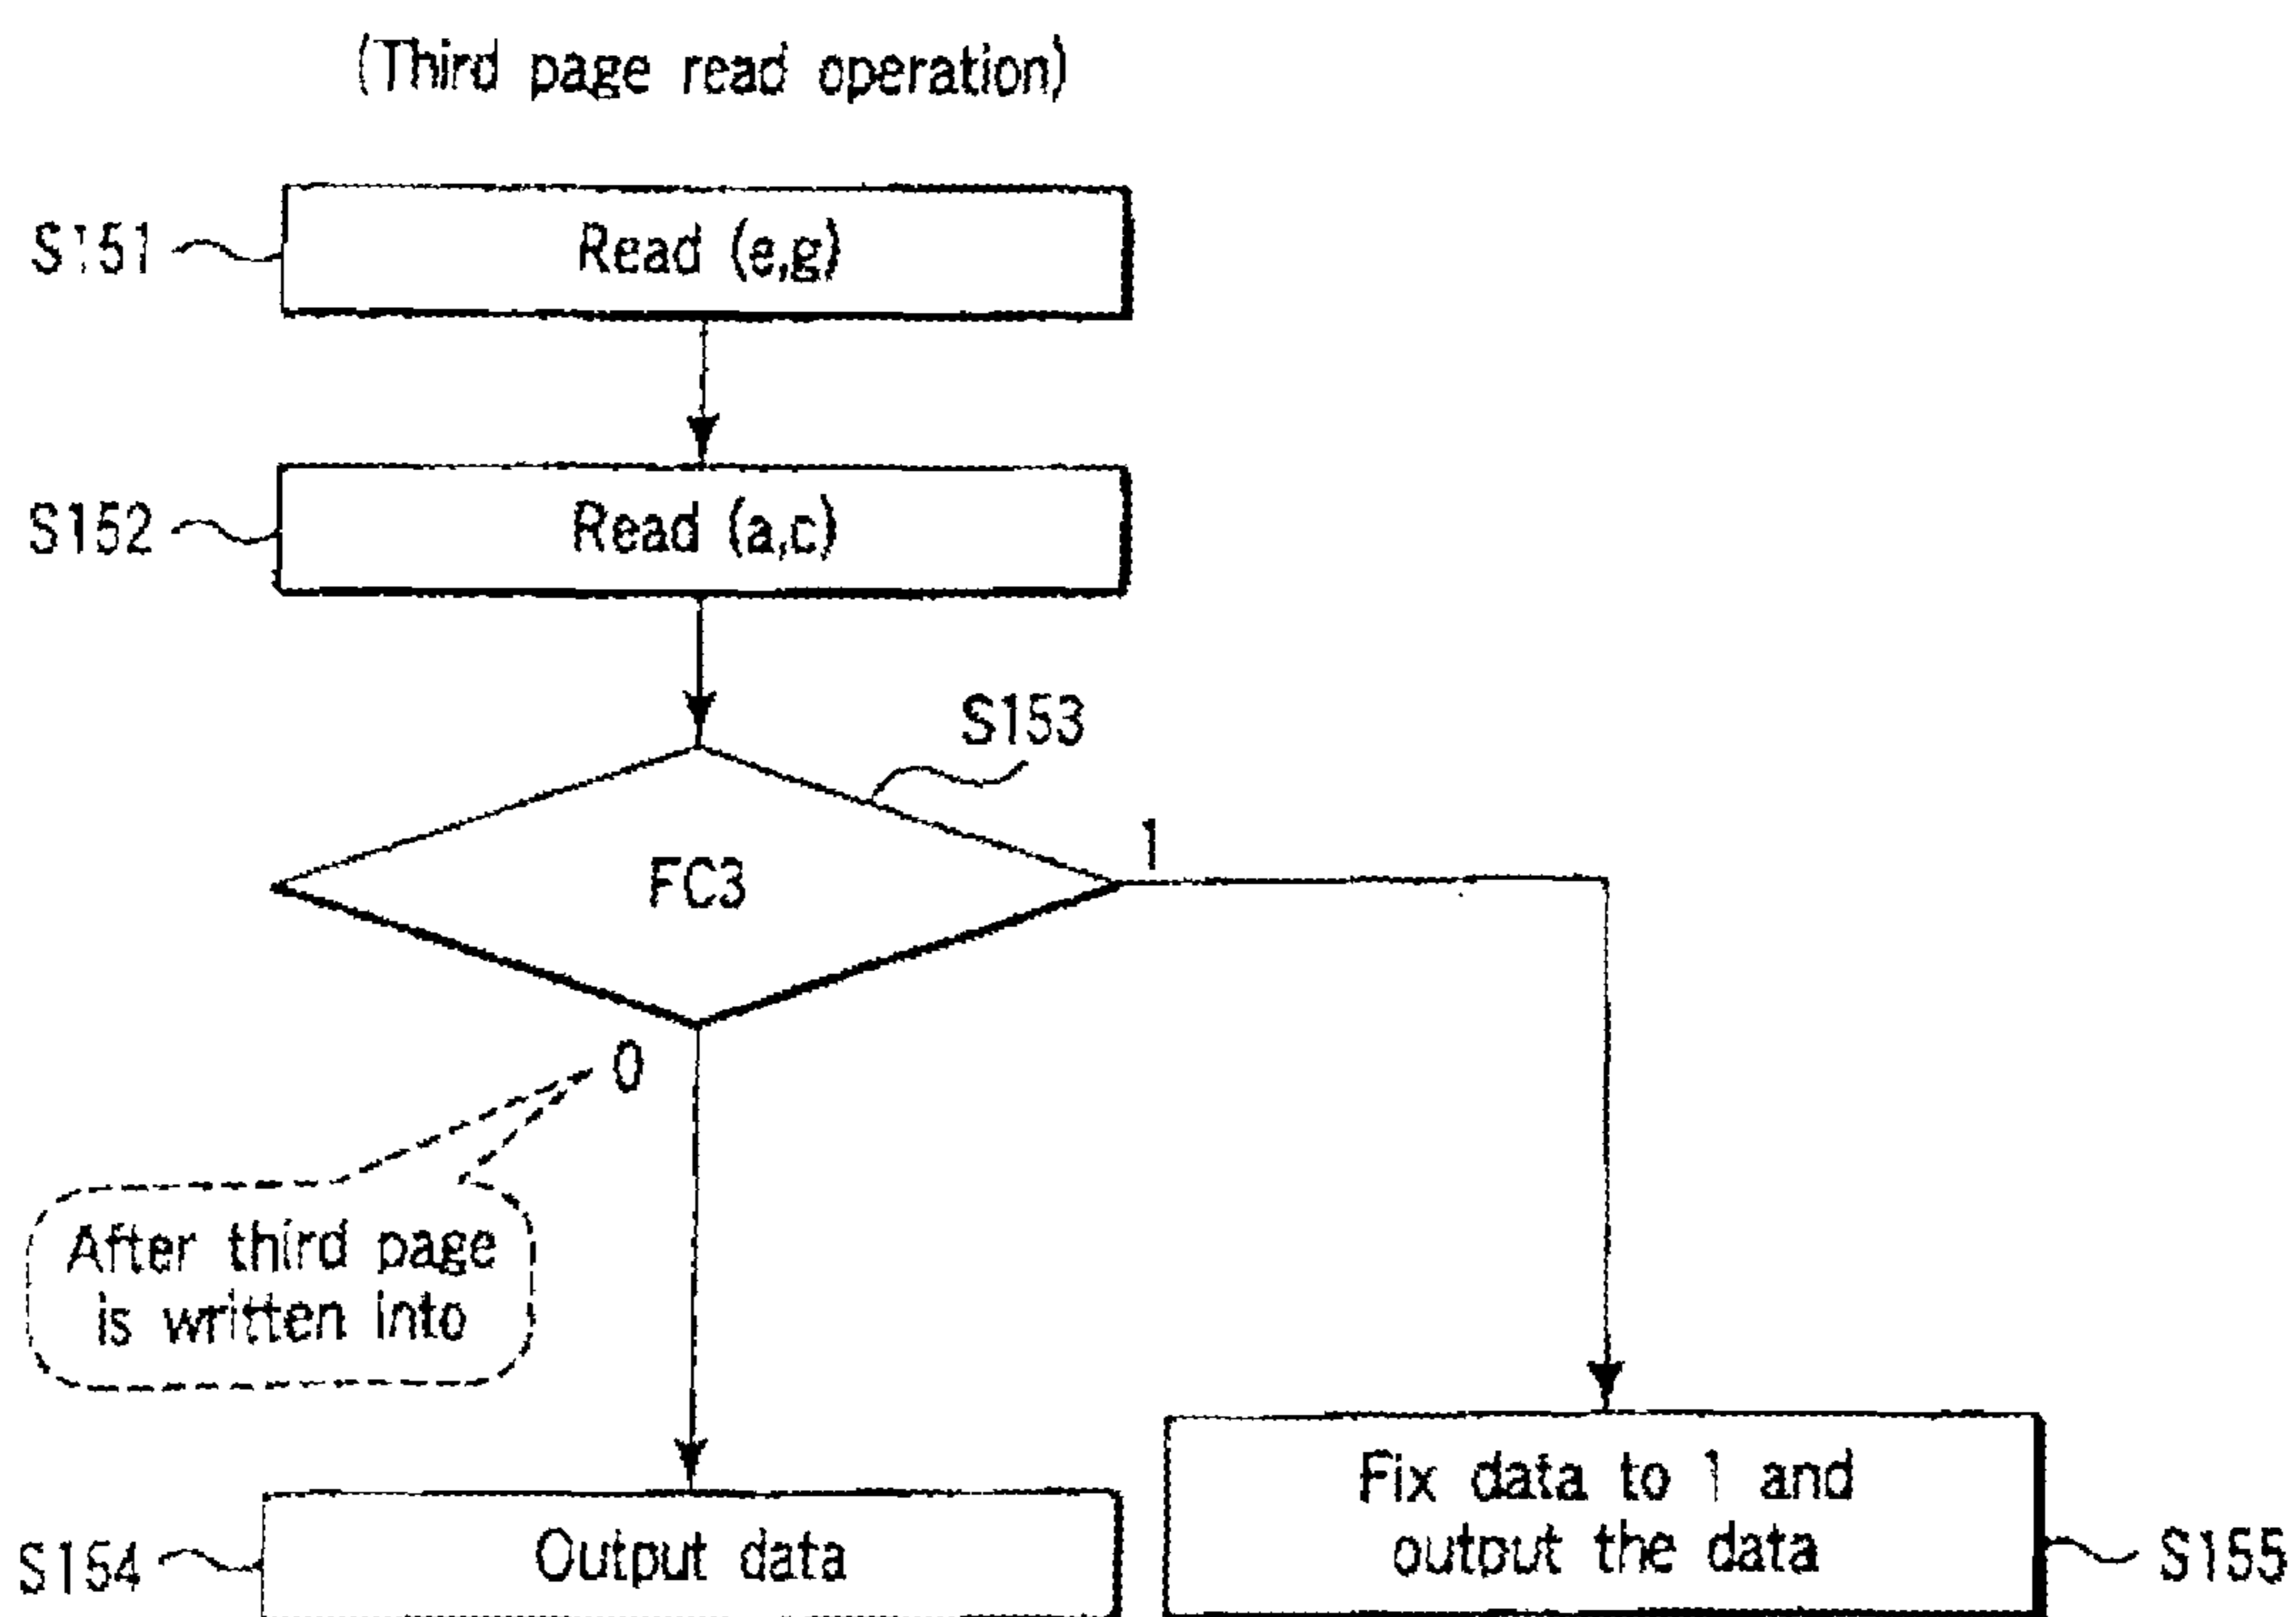 (Third page read operation)
S151
Read (e,g)
S152
Read (a,c)
S153
FC3
1
0
After third page
is written into
S154
Output data
Fix data to 1 and
output the data
S155